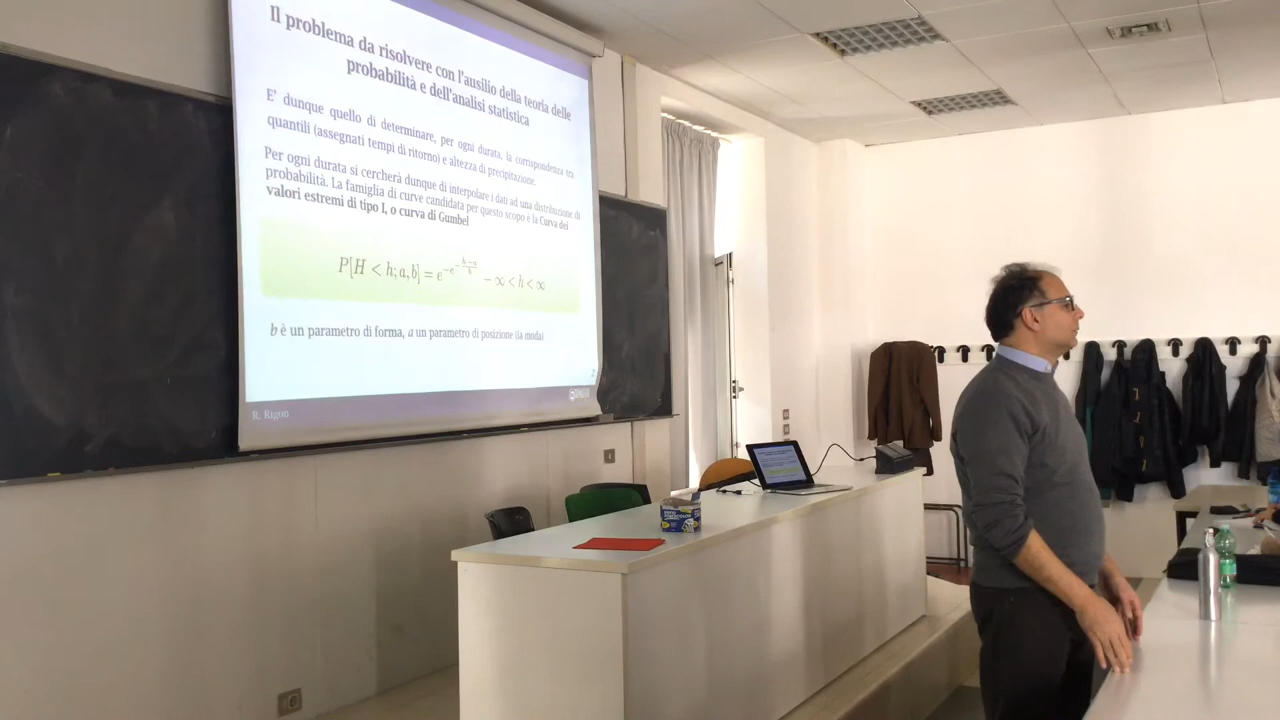 Il problema da risolvere con l'ausilio della teoria delle
probabilità e dell'analisi statistica
E' dunque quello di determinare, per ogni durata, la corrispondenza tra
quantili (assegnati tempi di ritorno) e altezza di precipitazione.
Per ogni durata si cercherà dunque di interpolare i dati ad una distribuzione di
probabilità. La famiglia di curve candidata per questo scopo è la Curva dei
valori estremi di tipo I, o curva di Gumbel
P[H < h; a, b] = e^{-e^{-\frac{h-a}{b}}} - ∞ < h < ∞
b è un parametro di forma, a un parametro di posizione (la moda)
2
R. Rigon